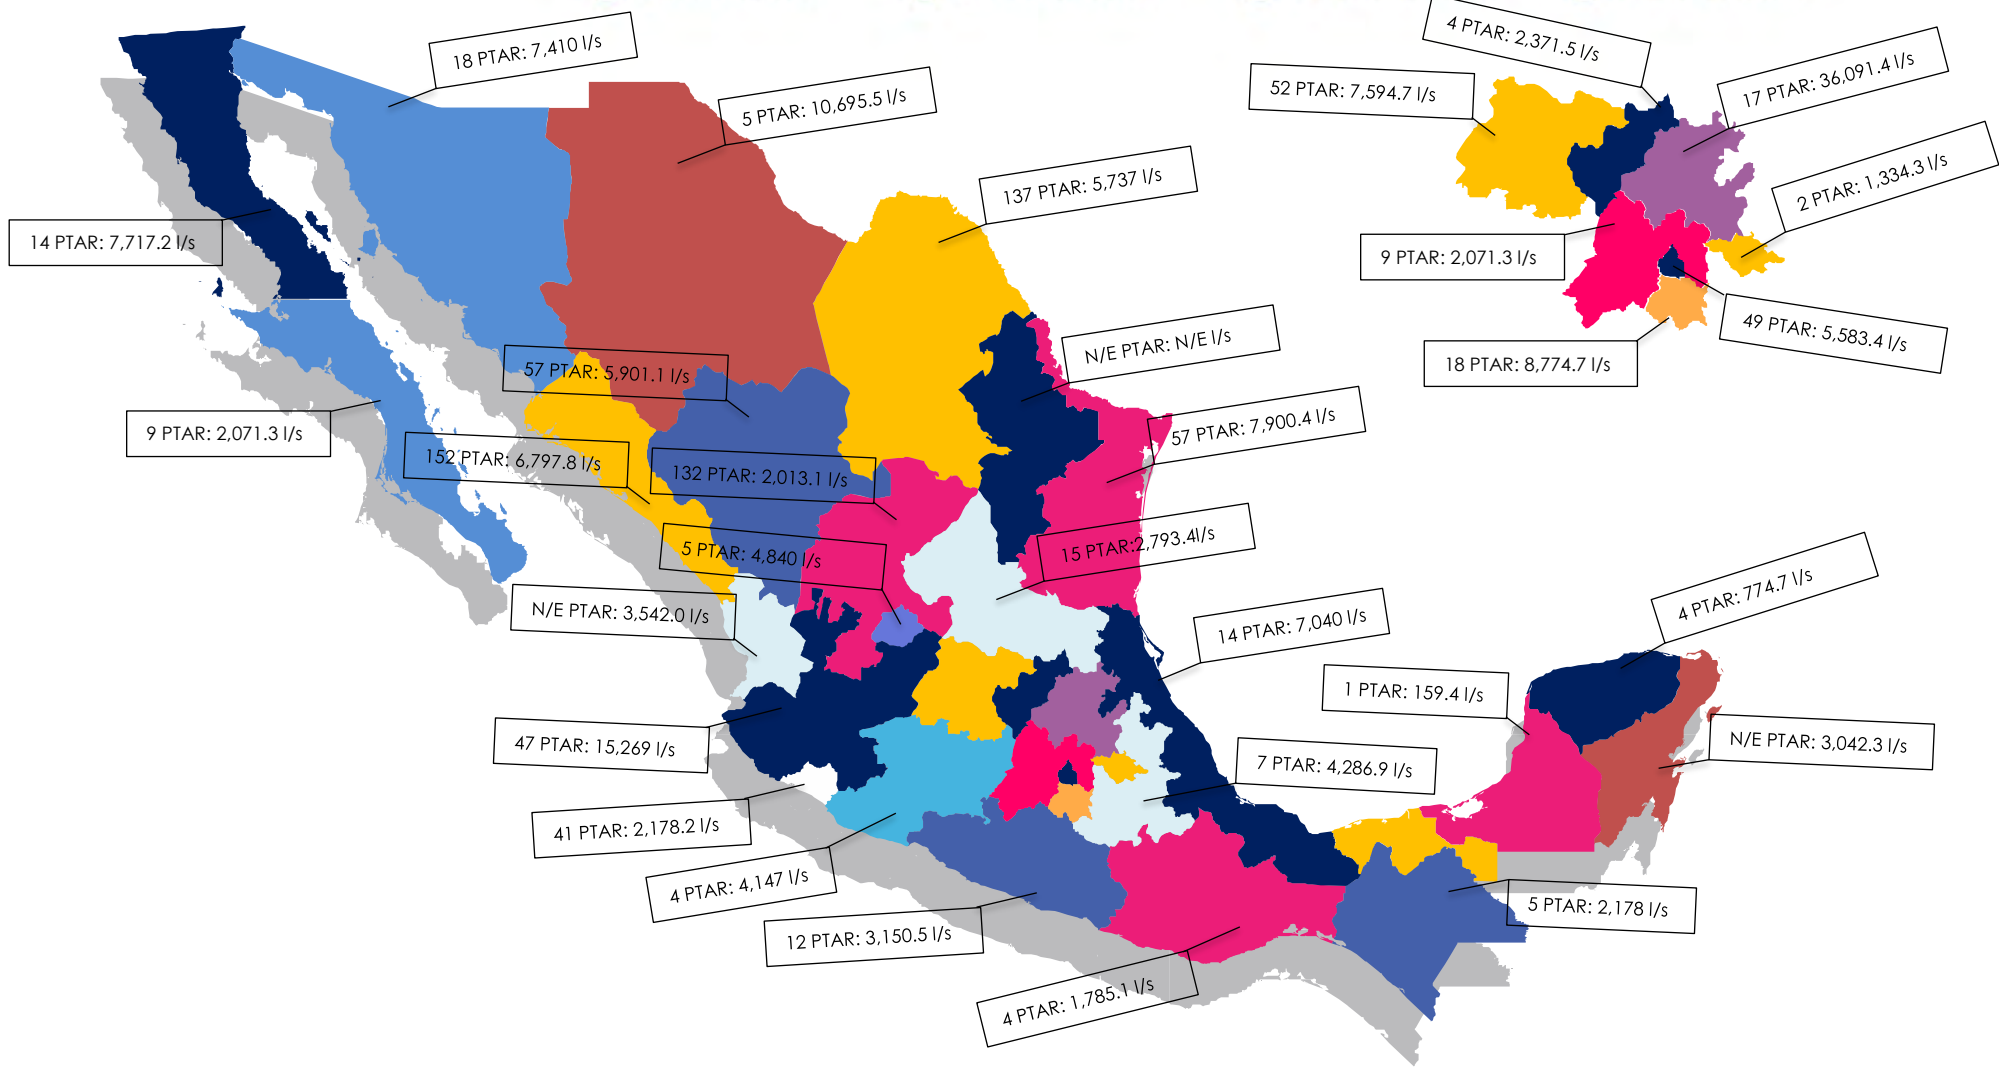 18 PTAR: 7,410 l/s
4 PTAR: 2,371.5 l/s
17 PTAR: 36,091.4 l/s
52 PTAR: 7,594.7 l/s
5 PTAR: 10,695.5 l/s
137 PTAR: 5,737 l/s
2 PTAR: 1,334.3 l/s
14 PTAR: 7,717.2 l/s
9 PTAR: 2,071.3 l/s
49 PTAR: 5,583.4 l/s
18 PTAR: 8,774.7 l/s
N/E PTAR: N/E l/s
57 PTAR: 5,901.1 l/s
57 PTAR: 7,900.4 l/s
9 PTAR: 2,071.3 l/s
152 PTAR: 6,797.8 l/s
132 PTAR: 2,013.1 l/s
5 PTAR: 4,840 l/s
15 PTAR:2,793.4l/s
N/E PTAR: 3,542.0 l/s
14 PTAR: 7,040 l/s
4 PTAR: 774.7 l/s
1 PTAR: 159.4 l/s
47 PTAR: 15,269 l/s
N/E PTAR: 3,042.3 l/s
7 PTAR: 4,286.9 l/s
41 PTAR: 2,178.2 l/s
4 PTAR: 4,147 l/s
12 PTAR: 3,150.5 l/s
5 PTAR: 2,178 l/s
4 PTAR: 1,785.1 l/s